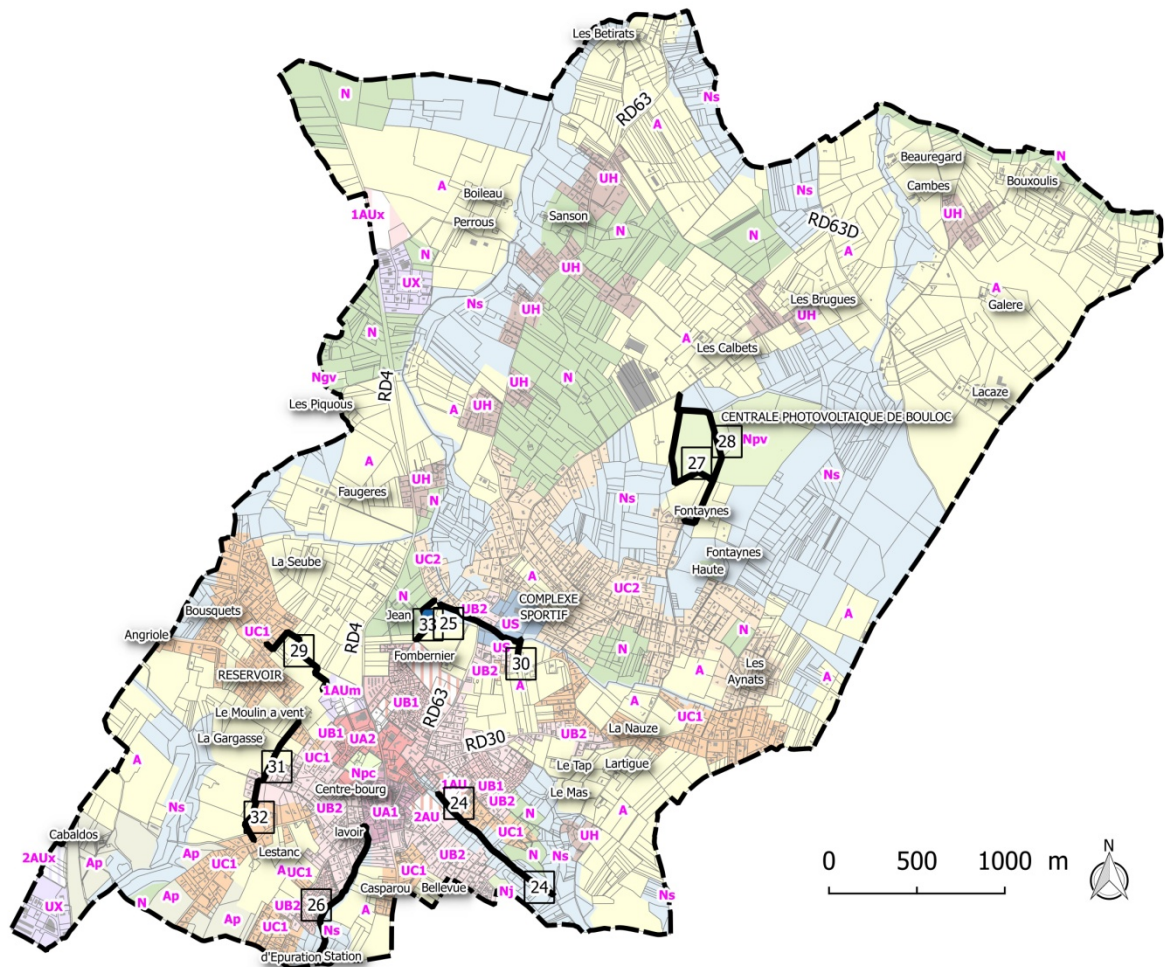 Les Betirats
N
Ns
RD63
A
Beauregard
N
Cambes
Bouxoulis
UH
Ns
A
Boileau
UH
1AUx
Sanson
RD63D
Perrous
N
N
A
N
UX
UH
A
Galere
Ns
UH
Les Brugues
UH
N
A
Les Calbets
Ngv
UH
N
Lacaze
Les Piquous
RD4
A
UH
CENTRALE PHOTOVOLTAIQUE DE BOULOC
28
Npv
A
27
UH
Ns
Ns
Faugeres
N
Fontaynes
UC2
Fontaynes
La Seube
Haute
A
UC2
N
UB2
COMPLEXE
Bousquets
Jean
SPORTIF
A
33
25
US
UC1
RD4
N
Angriole
29
US
Fombernier
30
N
Les
RESERVOIR
UB2
A
A
Aynats
A
1AUm
UB1
RD63
A
Le Moulin a vent
UC1
La Nauze
La Gargasse
UB1
UA2
RD30
UB2
UC1
A
31
Npc
Le Tap
Lartigue
1AU
UB1
Centre-bourg
Le Mas
Ns
24
UB2
32
UB2
UA1
2AU
N
A
lavoir
Cabaldos
UC1
UH
Lestanc
2AUx
Ap
Ap
UC1
UB2
N
Ns
A
UC1
UC1
Casparou
Bellevue
24
Ap
Nj
Ns
UX
N
UB2
26
A
Ap
UC1
Ns
d'Epuration Station
0
500
1000
m
N